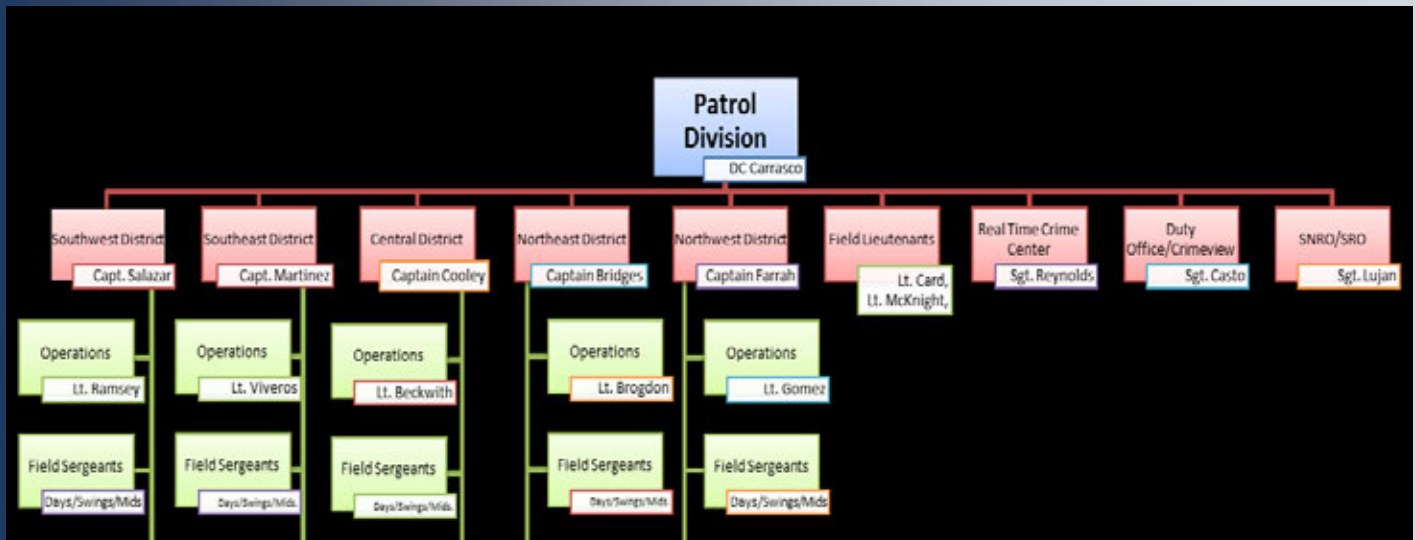 Patrol
Division
DC Carrasco
Southwest District
Capt. Salazar
Southeast District
Capt. Martinez
Central District
Captain Cooley
Northeast District
Captain Bridges
Northwest District
Captain Farrah
Field Lieutenants
Lt. Card,
Lt. McKnight,
Real Time Crime
Center
Sgt. Reynolds
Duty
Office/Crimeview
Sgt. Casto
SNRO/SRO
Sgt. Lujan
Operations
Lt. Ramsey
Operations
Lt. Viveros
Operations
Lt. Beckwith
Operations
Lt. Brogdon
Operations
Lt. Gomez
Field Sergeants
Days/Swings/Mids
Field Sergeants
Days/Swings/Mids.
Field Sergeants
Days/Swings/Mids.
Field Sergeants
Days/Swings/Mids
Field Sergeants
Days/Swings/Mids